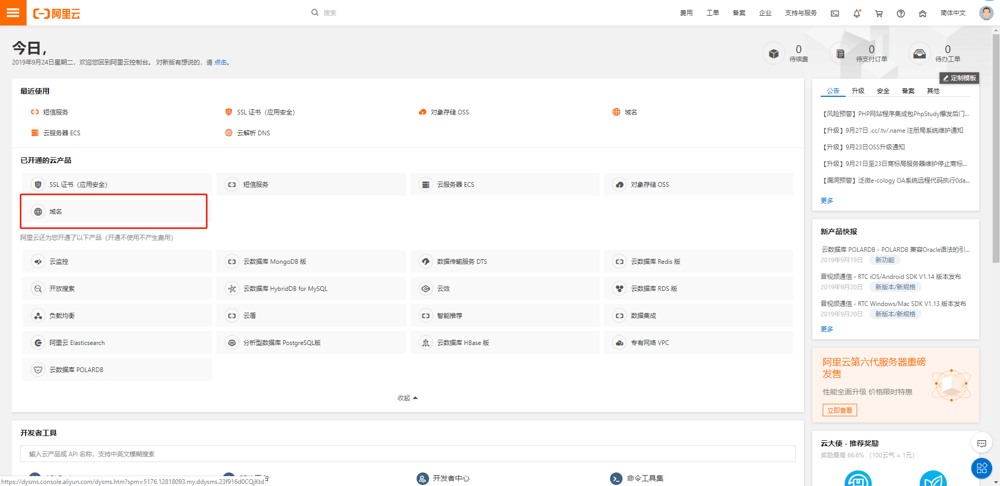 阿里云
搜索
费用
工单
备案
企业
支持与服务
简体中文
今日，
2019年9月24日星期二，欢迎您回到阿里云控制台。 对新版有想说的，请 点击。
0
待续费
0
待支付订单
0
待办工单
定制模板
最近使用
短信服务
SSL 证书（应用安全）
对象存储 OSS
域名
云服务器 ECS
云解析 DNS
已开通的云产品
SSL 证书（应用安全）
短信服务
云服务器 ECS
对象存储 OSS
域名
阿里云还为您开通了以下产品（开通不使用不产生费用）
云监控
云数据库 MongoDB 版
数据传输服务 DTS
云数据库 Redis 版
开放搜索
云数据库 HybridDB for MySQL
云效
云数据库 RDS 版
负载均衡
云盾
智能推荐
数据集成
阿里云 Elasticsearch
分析型数据库 PostgreSQL版
云数据库 HBase 版
专有网络 VPC
云数据库 POLARDB
收起
开发者工具
输入云产品或 API 名称，支持中英文模糊搜索
开发者中心
命令工具集
https://dysms.console.aliyun.com/dysms.htm?spm=5176.12818093.my.ddysms.23f916d0CQjKtd
公告
升级
安全
备案
其他
【风险预警】PHP网站程序集成包PhpStudy爆发后门...
【升级】9月27日 .cc/.tv/.name 注册局系统维护通知
【升级】9月23日OSS升级通知
【升级】9月21日至23日商标局服务器维护停止商标...
【漏洞预警】泛微e-cology OA系统远程代码执行0da...
更多
新产品快报
云数据库 POLARDB - POLARDB 兼容Oracle语法的引...
2019年9月19日 新功能
音视频通信 - RTC iOS/Android SDK V1.14 版本发布
2019年9月20日 新版本/新规格
音视频通信 - RTC Windows/Mac SDK V1.13 版本发布
2019年9月20日 新版本/新规格
更多
阿里云第六代服务器重磅
发售
性能全面升级 价格限时特惠
立即查看
云大使 - 推荐奖励
奖励最高 66.6% （100云气 = 1元）